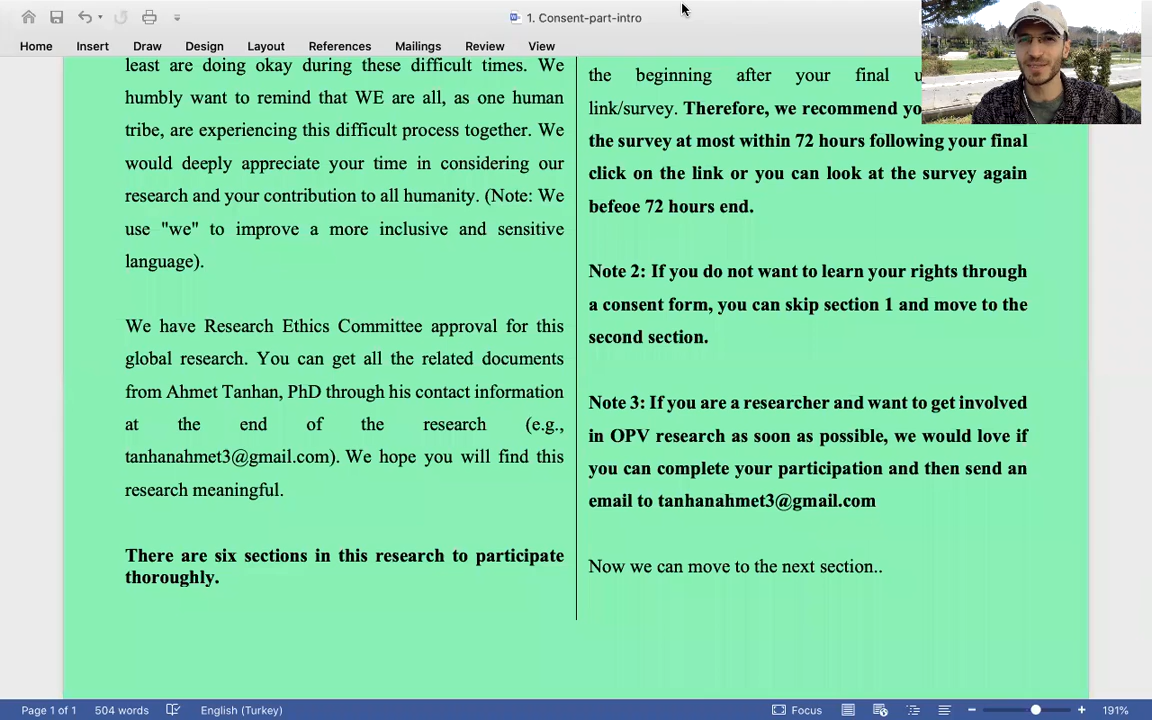 1. Consent-part-intro
Home Insert Draw Design Layout References Mailings Review View
least are doing okay during these difficult times. We
humbly want to remind that WE are all, as one human
tribe, are experiencing this difficult process together. We
would deeply appreciate your time in considering our
research and your contribution to all humanity. (Note: We
use "we" to improve a more inclusive and sensitive
language).
We have Research Ethics Committee approval for this
global research. You can get all the related documents
from Ahmet Tanhan, PhD through his contact information
at the end of the research (e.g.,
tanhanahmet3@gmail.com). We hope you will find this
research meaningful.
There are six sections in this research to participate
thoroughly.
the beginning after your final
link/survey. Therefore, we recommend
the survey at most within 72 hours following your final
click on the link or you can look at the survey again
befeoe 72 hours end.
Note 2: If you do not want to learn your rights through
a consent form, you can skip section 1 and move to the
second section.
Note 3: If you are a researcher and want to get involved
in OPV research as soon as possible, we would love if
you can complete your participation and then send an
email to tanhanahmet3@gmail.com
Now we can move to the next section..
Page 1 of 1 504 words English (Turkey) Focus 191%